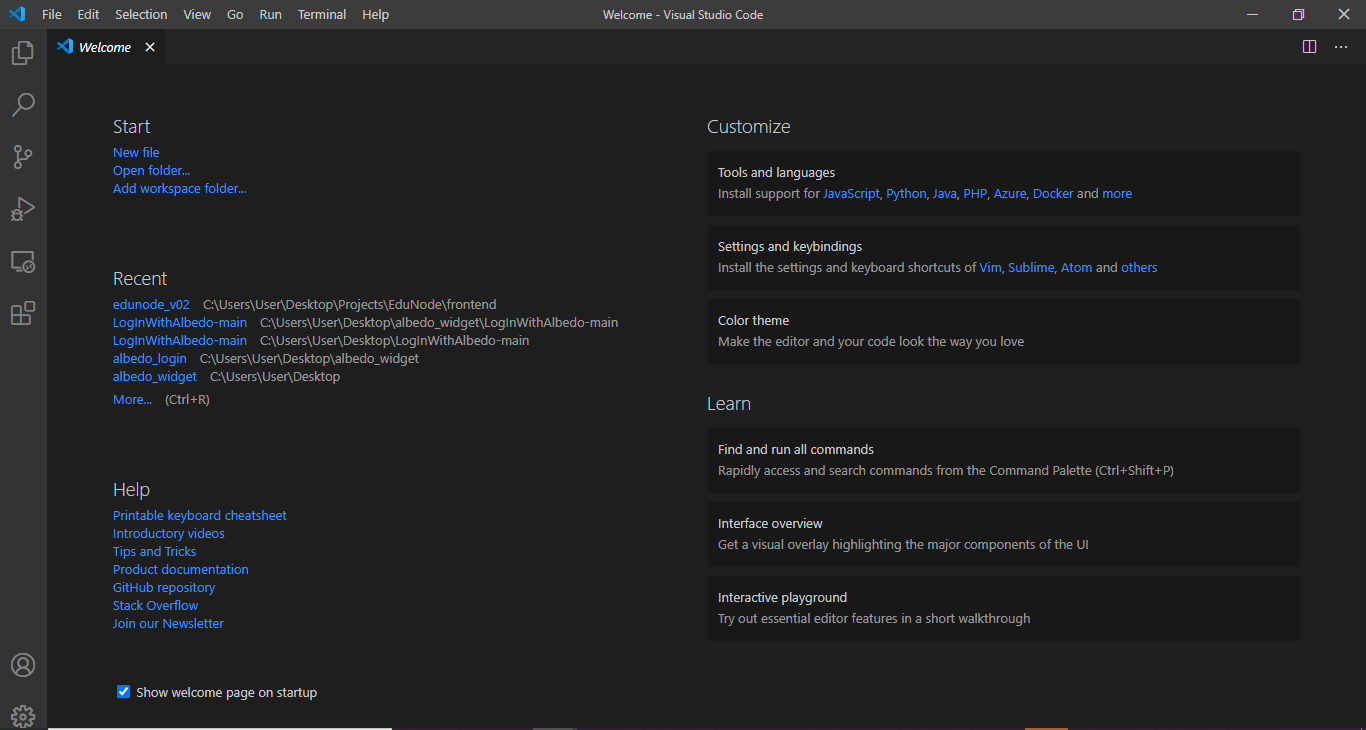 File Edit Selection View Go Run Terminal Help Welcome - Visual Studio Code
Welcome
Start
New file
Open folder...
Add workspace folder...
Recent
edunode_v02 C:\Users\User\Desktop\Projects\EduNode\frontend
LogInWithAlbedo-main C:\Users\User\Desktop\albedo_widget\LogInWithAlbedo-main
LogInWithAlbedo-main C:\Users\User\Desktop\LogInWithAlbedo-main
albedo_login C:\Users\User\Desktop\albedo_widget
albedo_widget C:\Users\User\Desktop
More... (Ctrl+R)
Help
Printable keyboard cheatsheet
Introductory videos
Tips and Tricks
Product documentation
GitHub repository
Stack Overflow
Join our Newsletter
Show welcome page on startup
Customize
Tools and languages
Install support for JavaScript, Python, Java, PHP, Azure, Docker and more
Settings and keybindings
Install the settings and keyboard shortcuts of Vim, Sublime, Atom and others
Color theme
Make the editor and your code look the way you love
Learn
Find and run all commands
Rapidly access and search commands from the Command Palette (Ctrl+Shift+P)
Interface overview
Get a visual overlay highlighting the major components of the UI
Interactive playground
Try out essential editor features in a short walkthrough